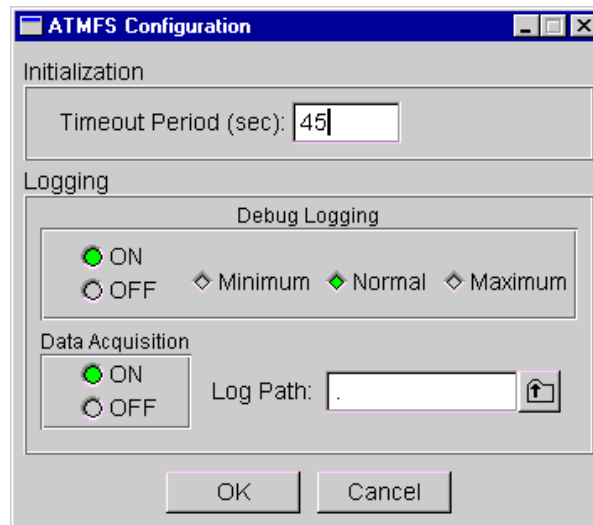 ATMFS Configuration
Initialization
Timeout Period (sec): 45
Logging
Debug Logging
ON
OFF
Minimum Normal Maximum
Data Acquisition
ON
OFF
Log Path: .
OK Cancel